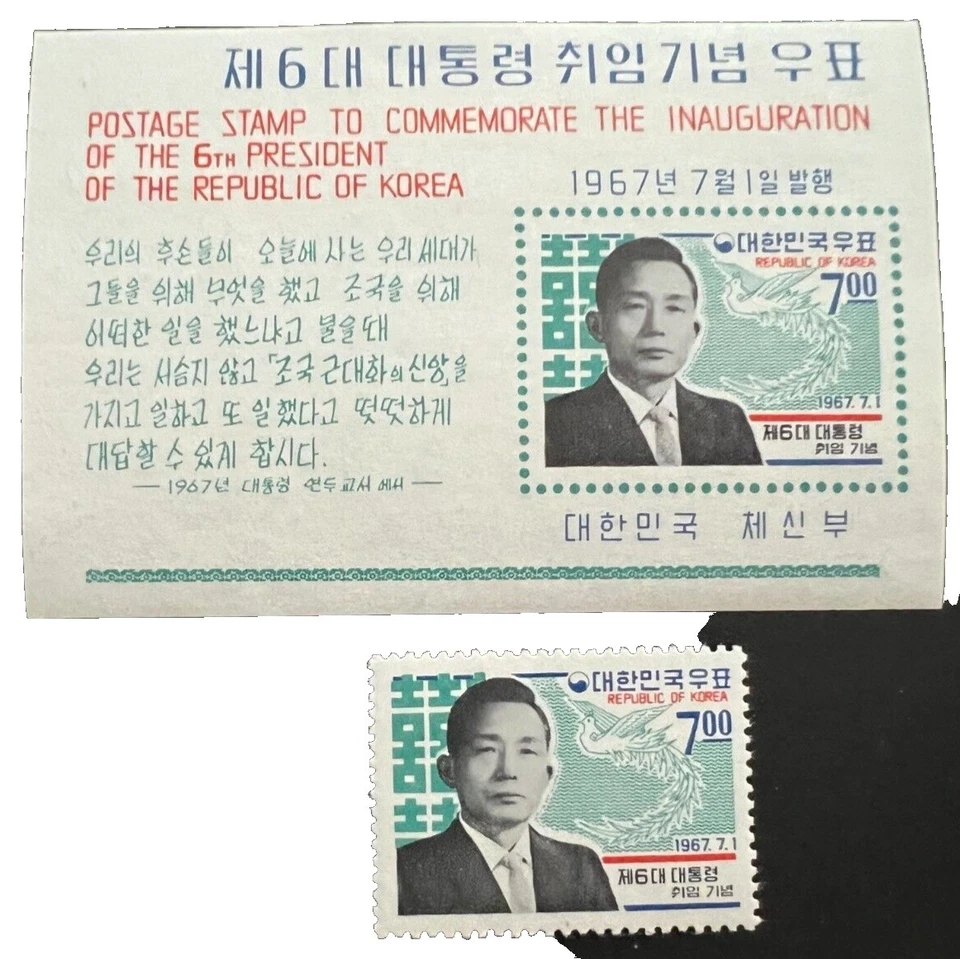 제6대 대통령 취임기념 우표
POSTAGE STAMP TO COMMEMORATE THE INAUGURATION
OF THE 6TH PRESIDENT
OF THE REPUBLIC OF KOREA
1967년 7월 1일 발행
우리의 후손들이 오늘에 사는 우리 세대가
그들을 위해 무엇을 했고 조국을 위해
어떠한 일을 했느냐고 물을 때
우리는 서슴지 않고 「조국 근대화의 신앙」을
가지고 일하고 또 일했다고 떳떳하게
대답할 수 있게 합시다.
— 1967년 대통령 연두교서에서 —
대한민국우표
REPUBLIC OF KOREA
700
1967.7.1
제6대 대통령
취임 기념
대한민국 체신부
대한민국우표
REPUBLIC OF KOREA
700
1967.7.1
제6대 대통령
취임 기념